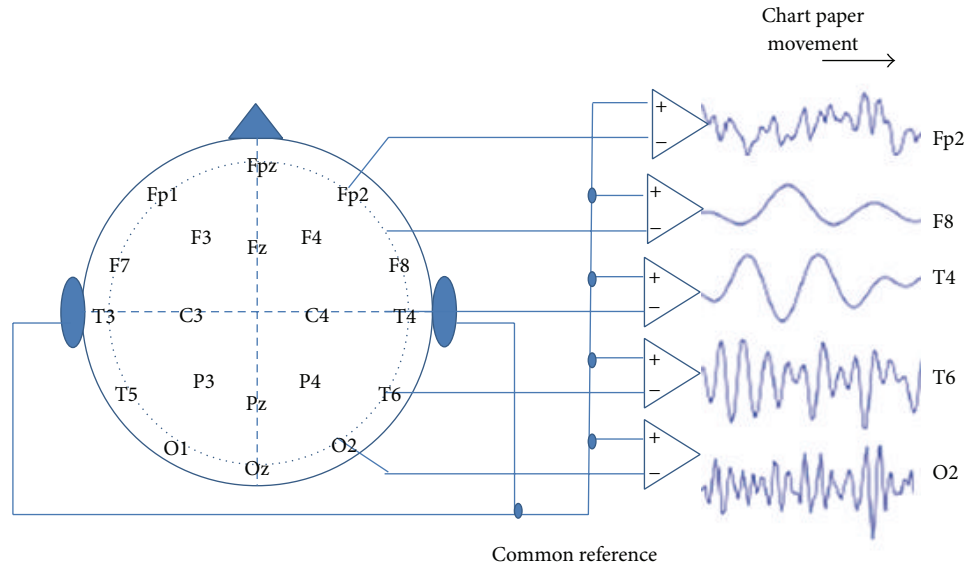 Chart paper
movement
Fpz
Fp1
Fp2
F3
Fz
F4
F7
F8
T3
C3
C4
T4
P3
P4
T5
Pz
T6
O1
O2
Oz
+
−
Fp2
+
−
F8
+
−
T4
+
−
T6
+
−
O2
Common reference